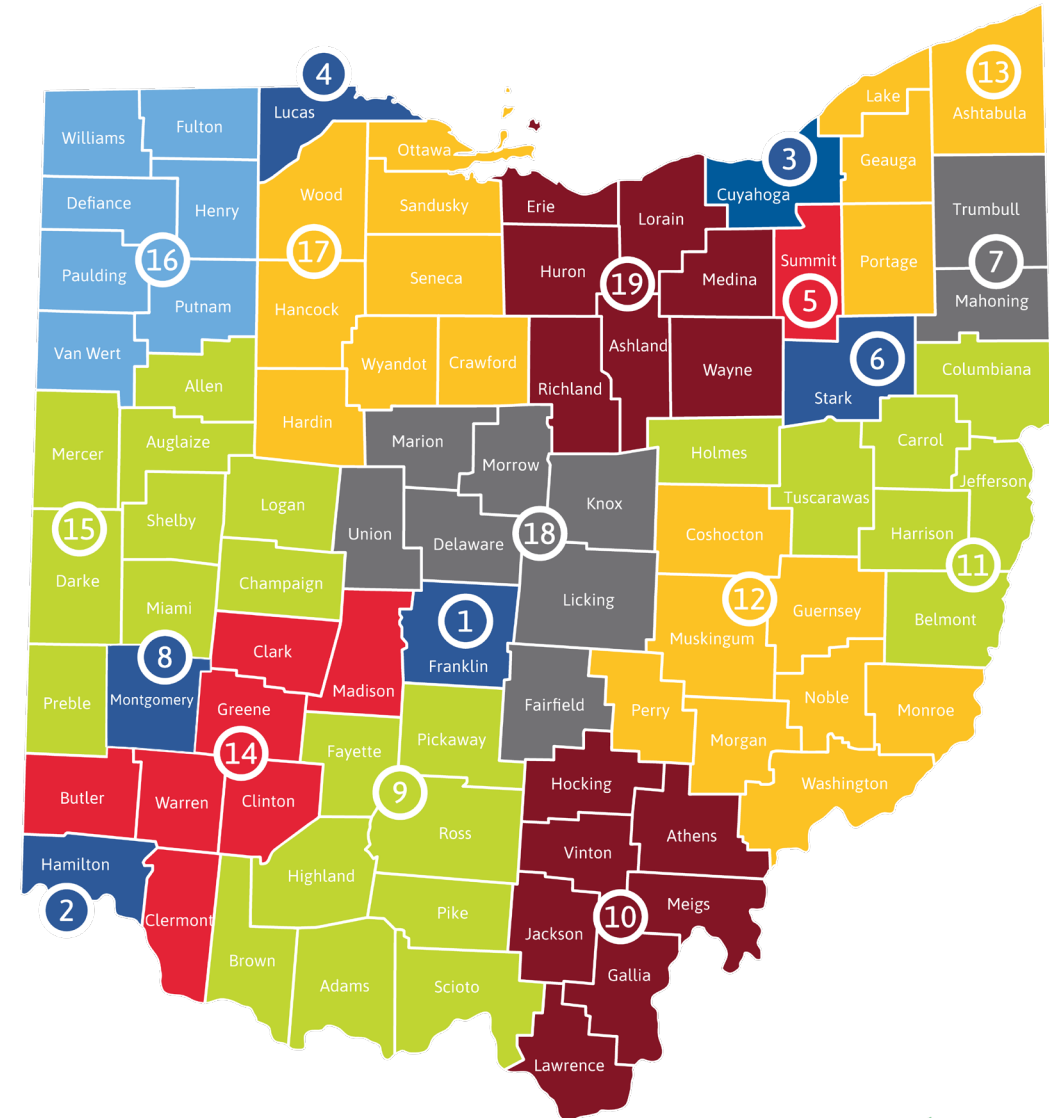 4
13
Lucas
Lake
Ashtabula
Williams
Fulton
Ottawa
3
Geauga
Cuyahoga
Defiance
Henry
Wood
Sandusky
Erie
Lorain
Trumbull
16
17
Summit
Portage
7
Paulding
Seneca
Huron
19
Medina
5
Mahoning
Putnam
Hancock
Van Wert
Wyandot
Crawford
Ashland
Wayne
6
Columbiana
Allen
Richland
Stark
Hardin
Auglaize
Marion
Carrol
Mercer
Morrow
Holmes
Jefferson
Logan
Knox
Tuscarawas
15
Shelby
Union
Delaware
18
Coshocton
Harrison
Darke
Champaign
11
Miami
Licking
12
Guernsey
Belmont
1
Muskingum
8
Clark
Franklin
Preble
Montgomery
Madison
Greene
Fairfield
Perry
Noble
Monroe
14
Fayette
Pickaway
Morgan
Butler
Warren
Clinton
9
Hocking
Washington
Ross
Athens
Hamilton
Vinton
2
Highland
Clermont
Pike
10
Meigs
Jackson
Brown
Adams
Scioto
Gallia
Lawrence